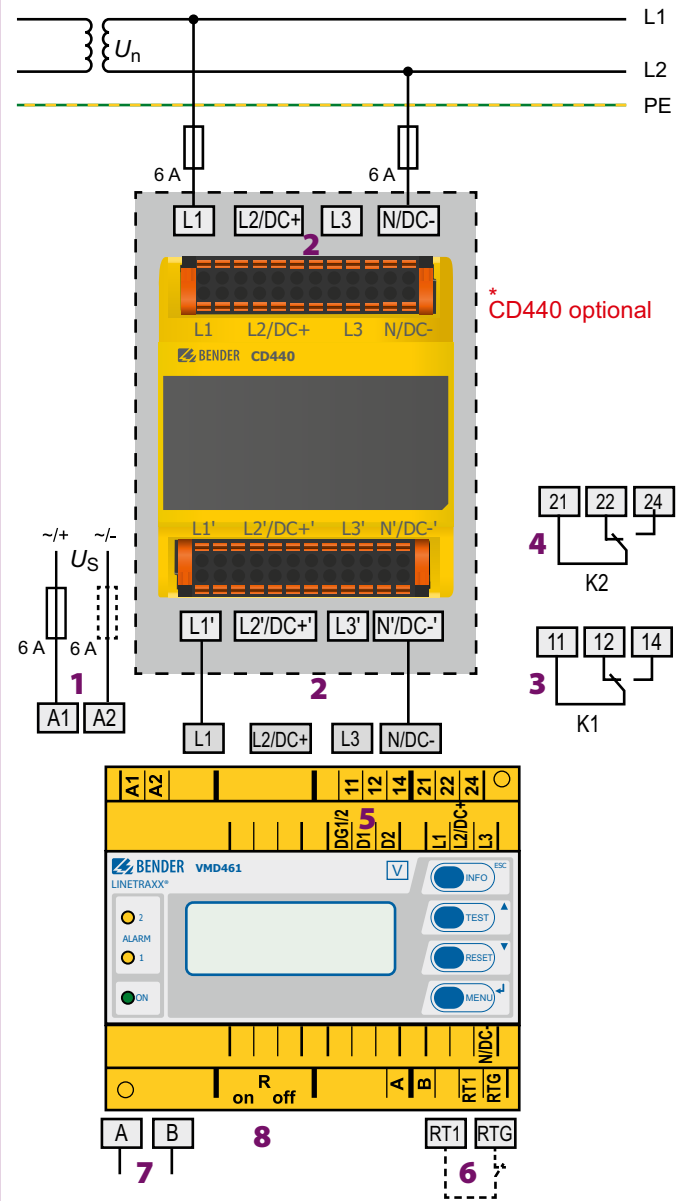 L1
Un
L2
PE
6 A 6 A
L1 L2/DC+ L3 N/DC-
2
*
CD440 optional
L1 L2/DC+ L3 N/DC-
BENDER CD440
21 22 24
4
K2
L1' L2'/DC+' L3' N'/DC-'
~/+ ~/-
US
L1' L2'/DC+' L3' N'/DC-'
11 12 14
3
K1
6 A 6 A
1
2
A1 A2
L1 L2/DC+ L3 N/DC-
A1 A2 11 12 14 21 22 24
5
DG1/2 D1 D2 L1 L2/DC+ L3
BENDER VMD461 V
LINETRAXX®
INFO ESC
2
ALARM
1
TEST
RESET
ON
MENU
N/DC-
R
on off
A B RT1 RTG
A B
8
RT1 RTG
7
6